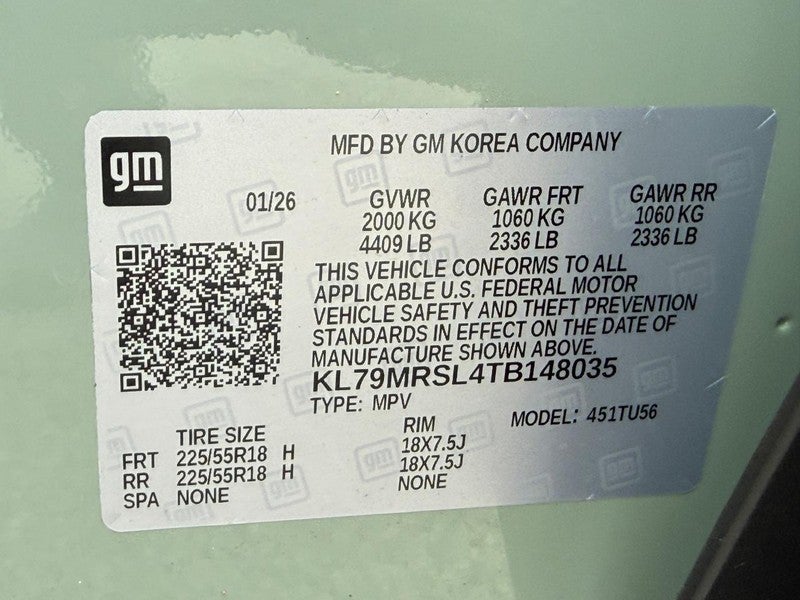 gm
MFD BY GM KOREA COMPANY
01/26
GVWR GAWR FRT GAWR RR
2000 KG 1060 KG 1060 KG
4409 LB 2336 LB 2336 LB
THIS VEHICLE CONFORMS TO ALL
APPLICABLE U.S. FEDERAL MOTOR
VEHICLE SAFETY AND THEFT PREVENTION
STANDARDS IN EFFECT ON THE DATE OF
MANUFACTURE SHOWN ABOVE.
KL79MRSL4TB148035
TYPE: MPV MODEL: 451TU56
TIRE SIZE RIM
FRT 225/55R18 H 18X7.5J
RR 225/55R18 H 18X7.5J
SPA NONE NONE